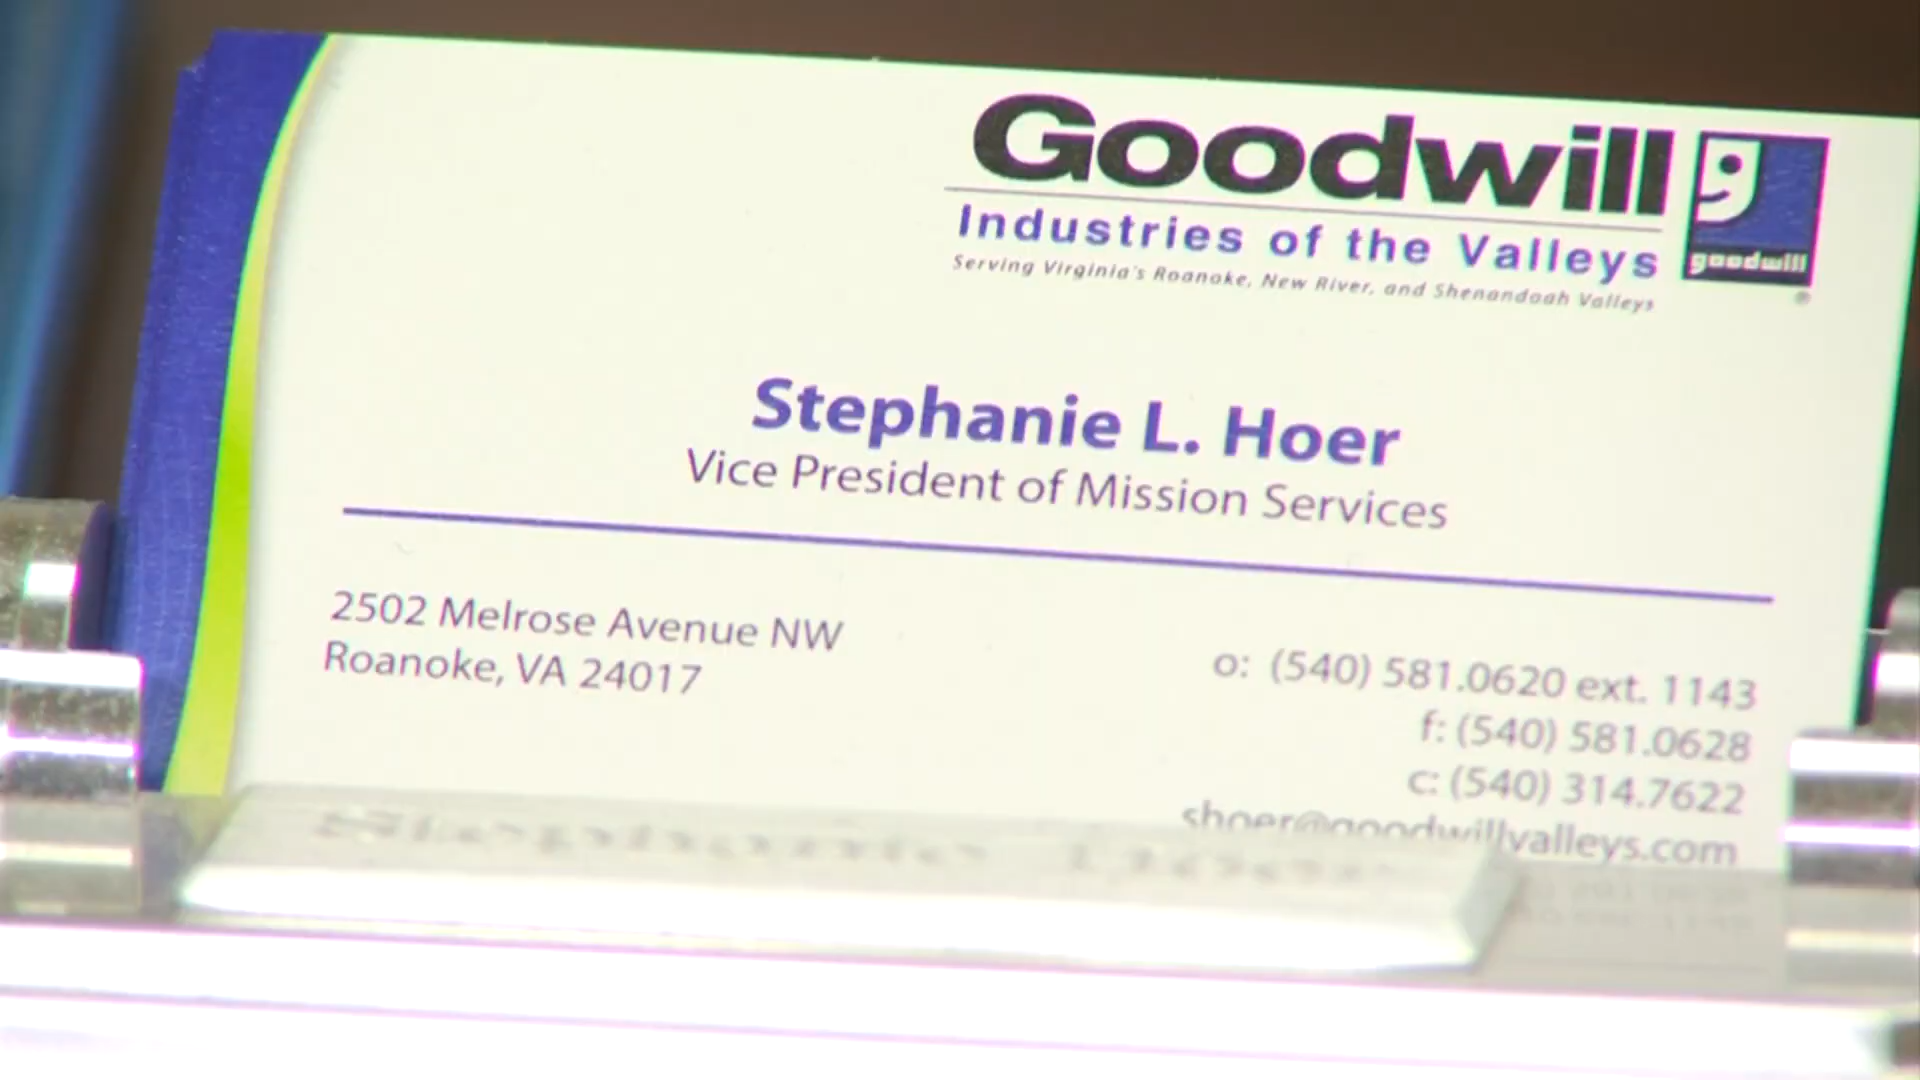 Goodwill
Industries of the Valleys
Serving Virginia's Roanoke, New River, and Shenandoah Valleys
goodwill
®
Stephanie L. Hoer
Vice President of Mission Services
2502 Melrose Avenue NW
Roanoke, VA 24017
o: (540) 581.0620 ext. 1143
f: (540) 581.0628
c: (540) 314.7622
shoer@goodwillvalleys.com